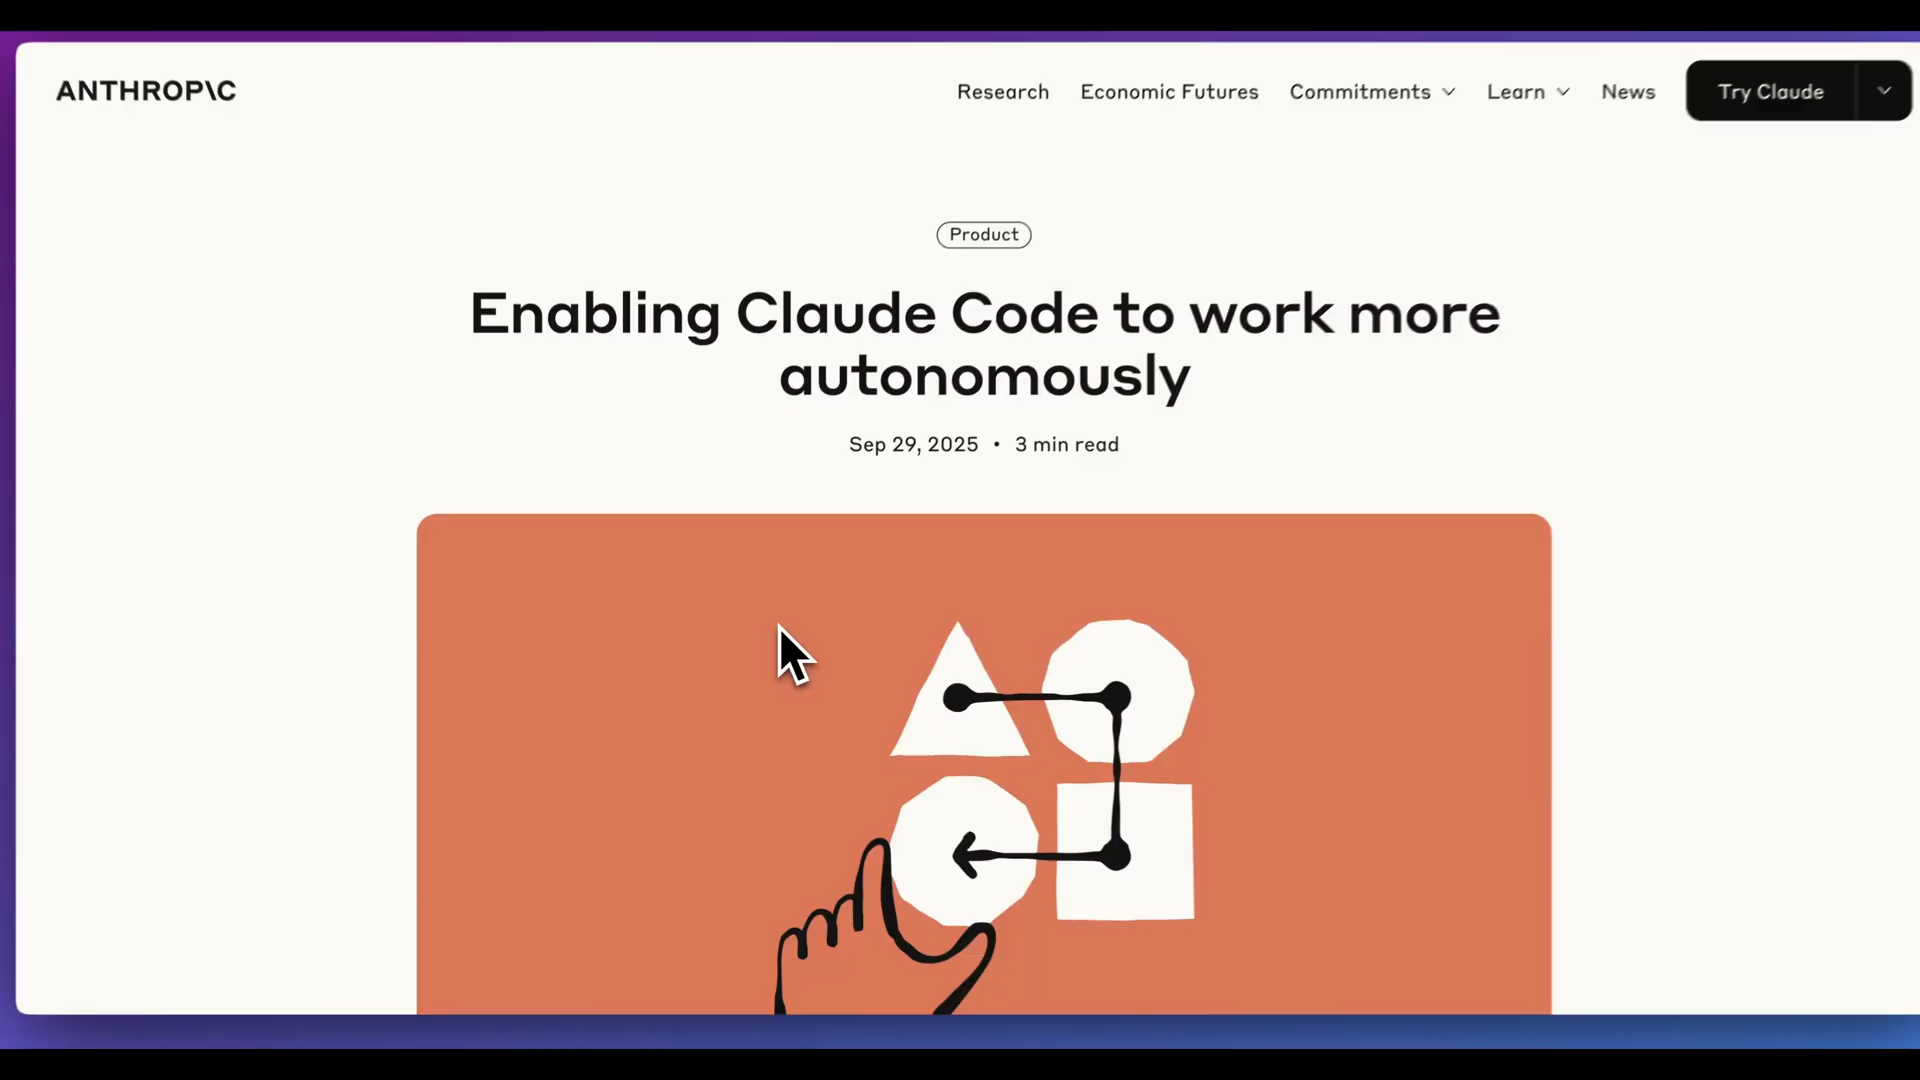 ANTHROP\C
Research Economic Futures Commitments Learn News Try Claude
Product
Enabling Claude Code to work more
autonomously
Sep 29, 2025 • 3 min read